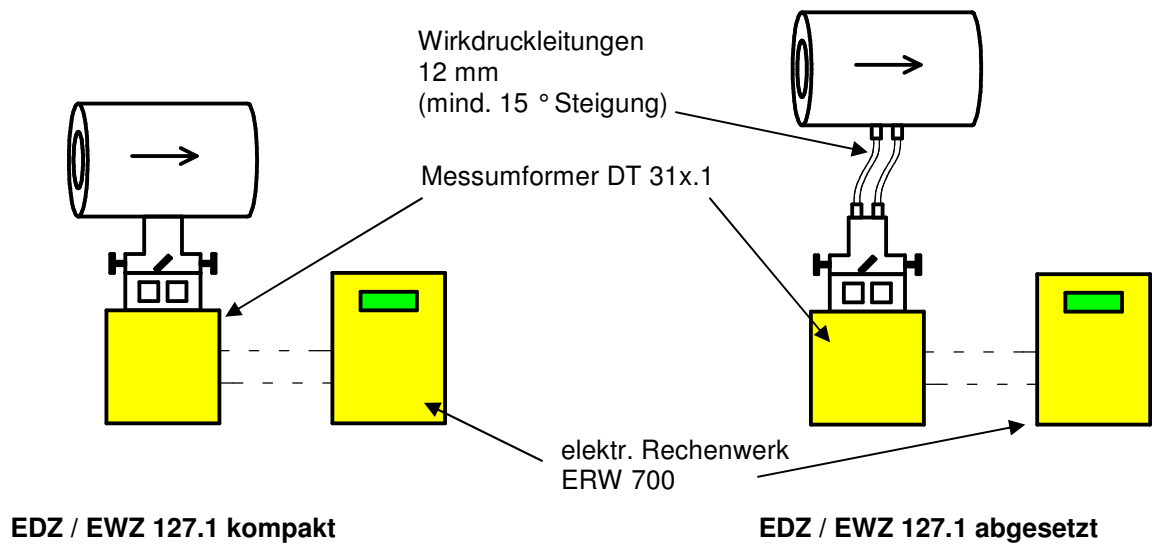 Wirkdruckleitungen
12 mm
(mind. 15 ° Steigung)
Messumformer DT 31x.1
elektr. Rechenwerk
ERW 700
EDZ / EWZ 127.1 kompakt
EDZ / EWZ 127.1 abgesetzt